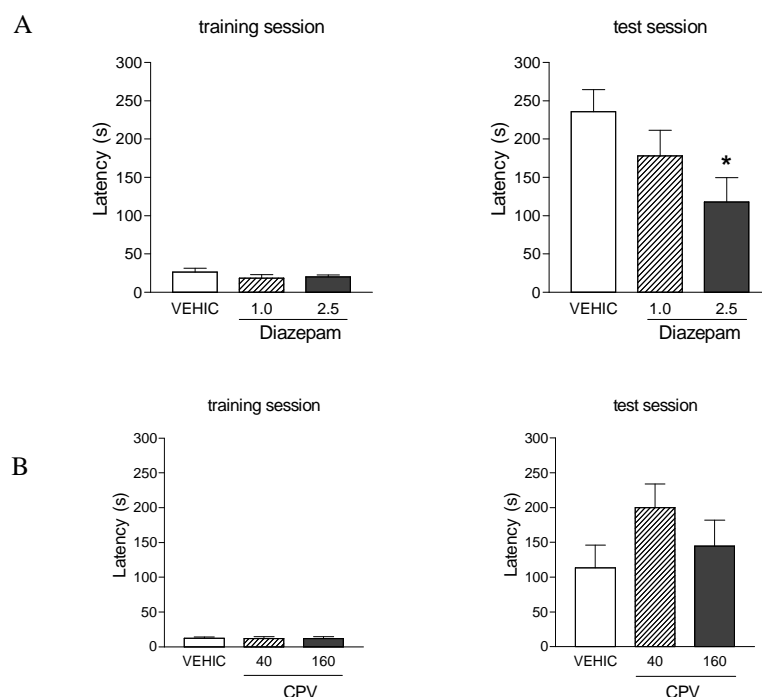 A
training session
Latency (s)
300
250
200
150
100
50
0
VEHIC 1.0 2.5
Diazepam
test session
Latency (s)
300
250
200
150
100
50
0
*
VEHIC 1.0 2.5
Diazepam
B
training session
Latency (s)
300
250
200
150
100
50
0
VEHIC 40 160
CPV
test session
Latency (s)
300
250
200
150
100
50
0
VEHIC 40 160
CPV